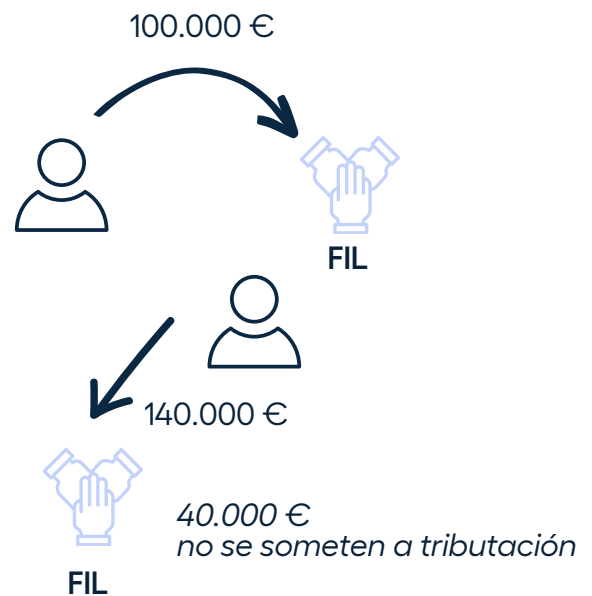 100.000 €
FIL
140.000 €
40.000 €
no se someten a tributación
FIL